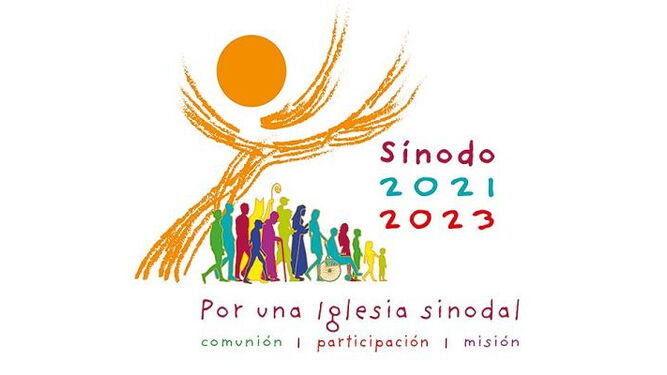 Sínodo
2021
2023
Por una Iglesia sinodal
comunión | participación | misión